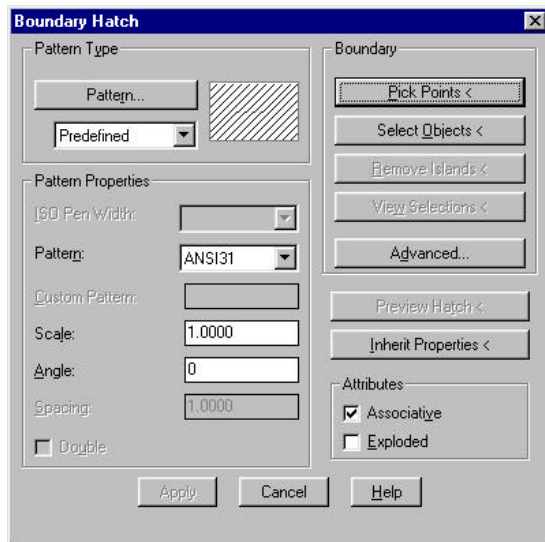 Boundary Hatch
Pattern Type
Pattern...
Predefined
Pattern Properties
ISO Pen Width:
Pattern:
ANSI31
Custom Pattern:
Scale:
1.0000
Angle:
0
Spacing:
1.0000
Double
Boundary
Pick Points <
Select Objects <
Remove Islands <
View Selections <
Advanced...
Preview Hatch <
Inherit Properties <
Attributes
Associative
Exploded
Apply
Cancel
Help